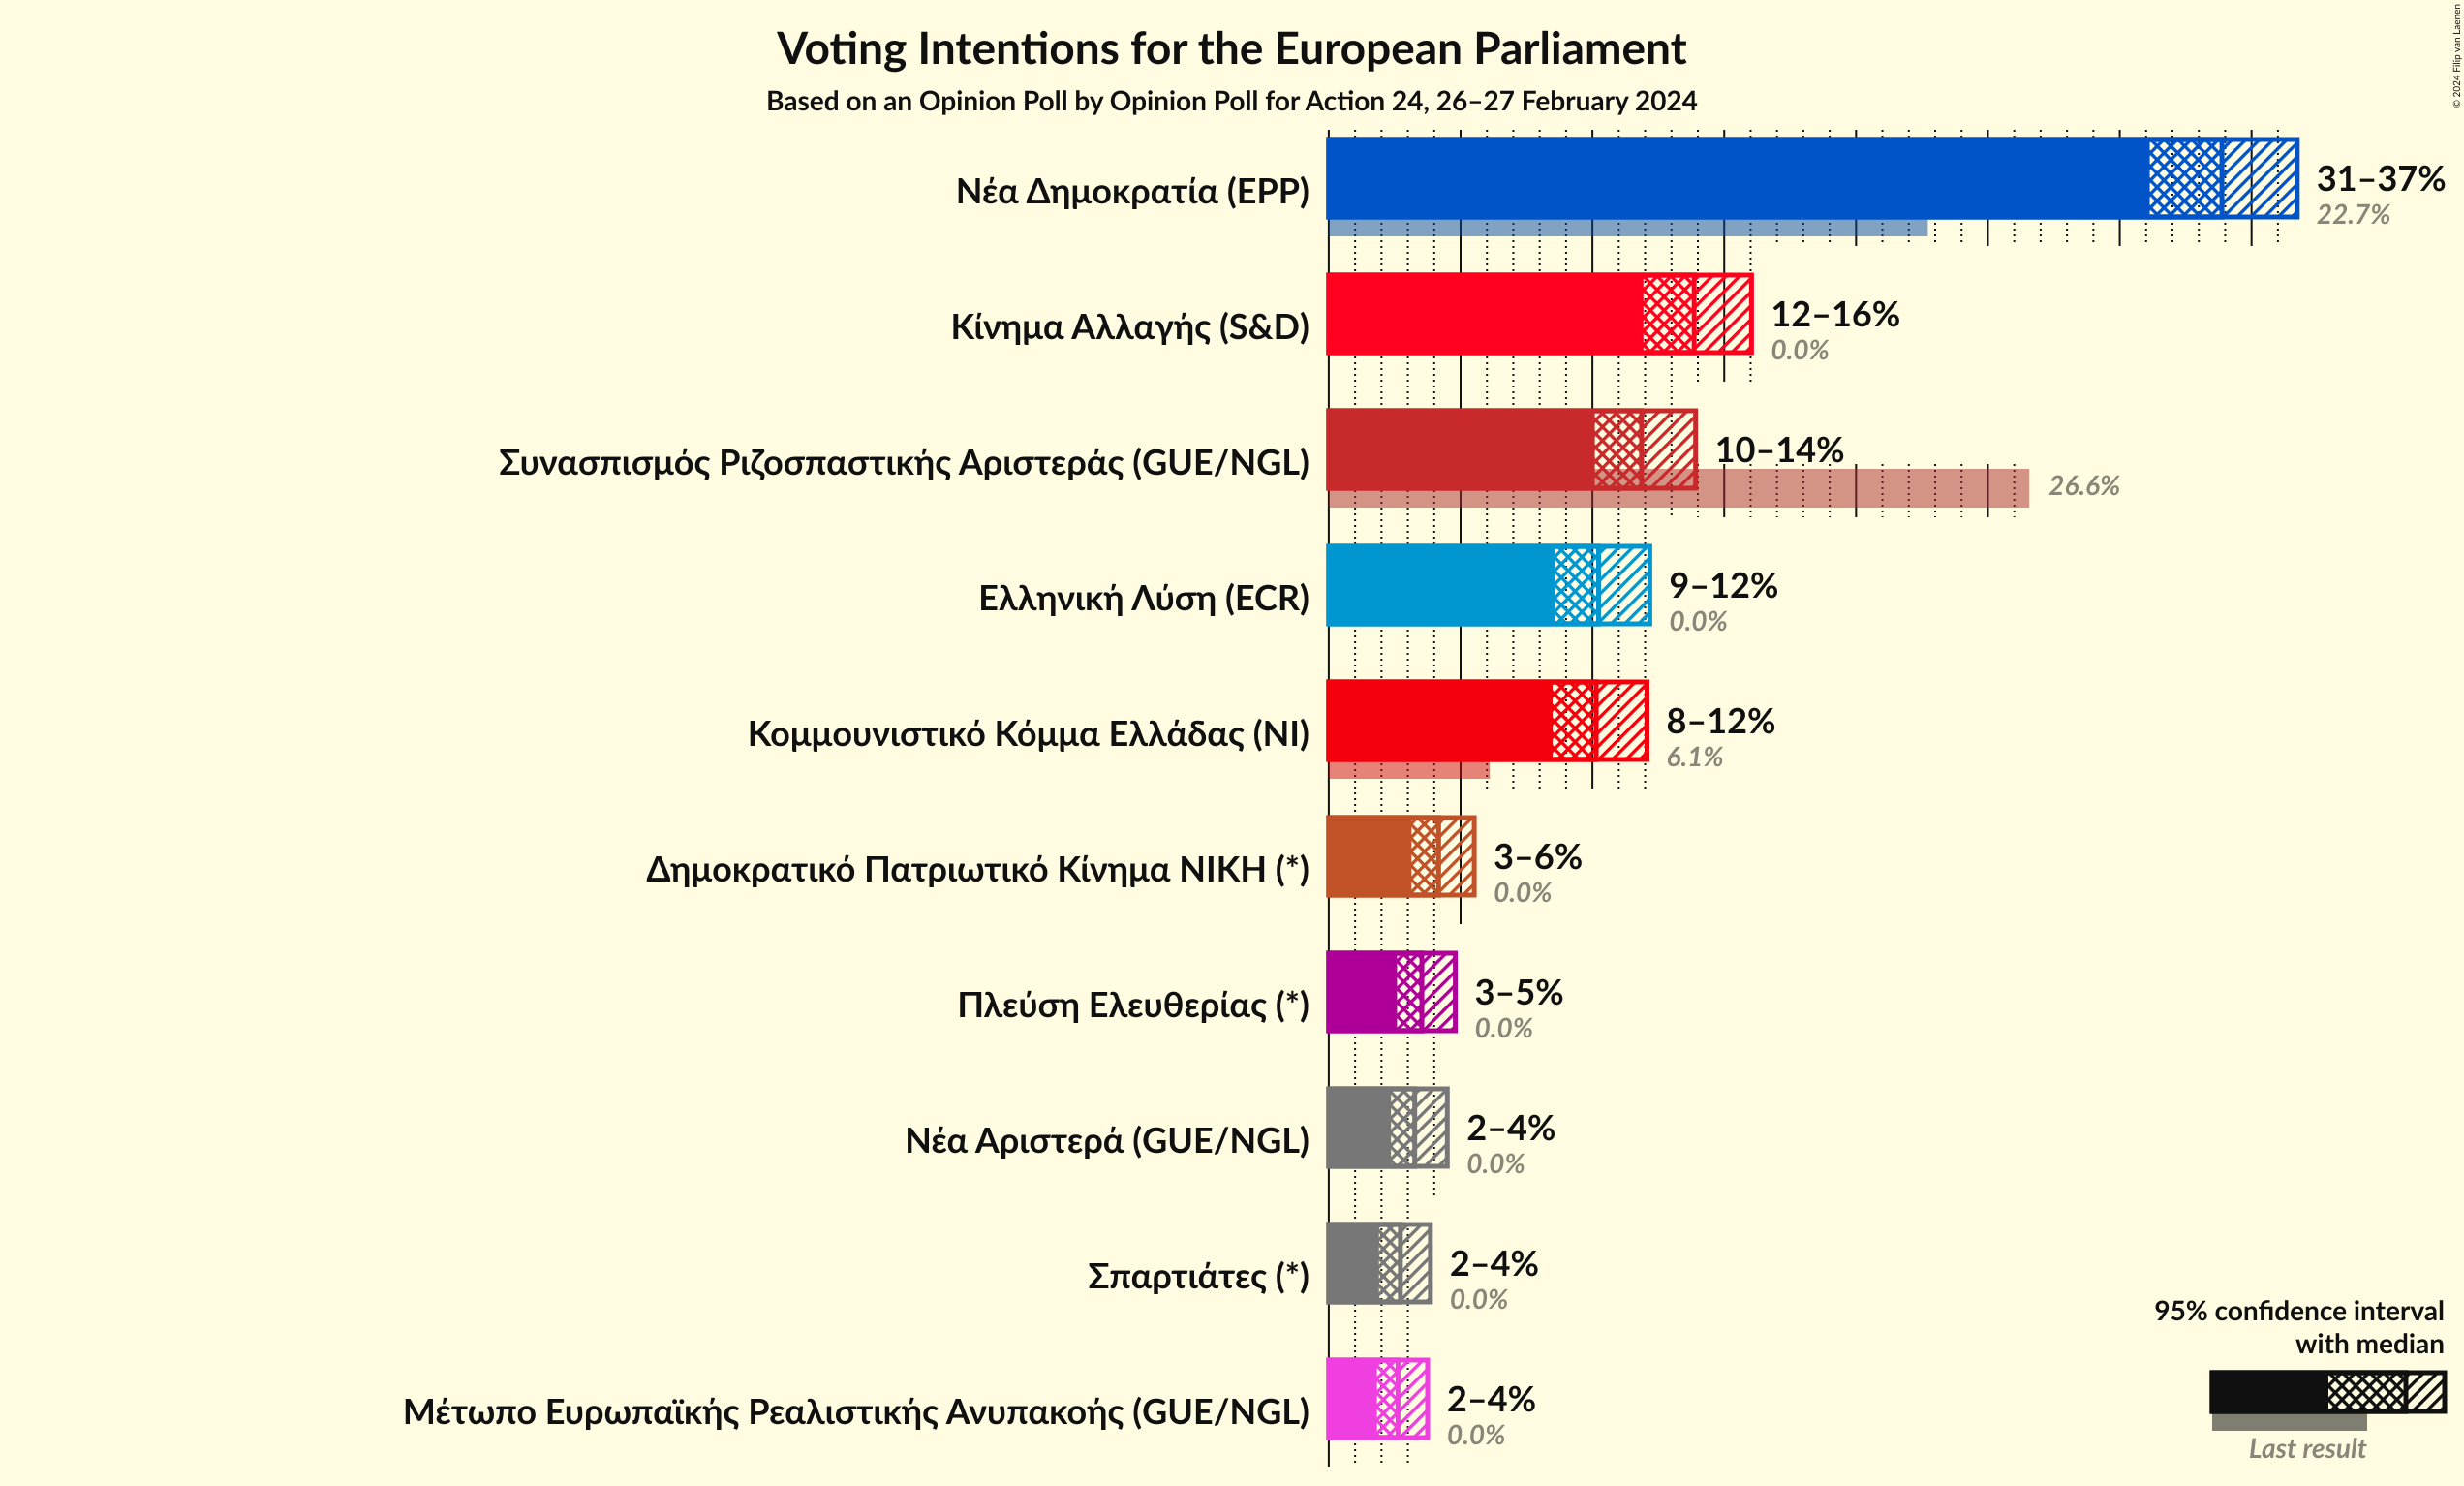 Voting Intentions for the European Parliament
Based on an Opinion Poll by Opinion Poll for Action 24, 26–27 February 2024
© 2024 Filip van Laenen
Νέα Δημοκρατία (EPP)
31–37%
22.7%
Κίνημα Αλλαγής (S&D)
12–16%
0.0%
Συνασπισμός Ριζοσπαστικής Αριστεράς (GUE/NGL)
10–14%
26.6%
Ελληνική Λύση (ECR)
9–12%
0.0%
Κομμουνιστικό Κόμμα Ελλάδας (NI)
8–12%
6.1%
Δημοκρατικό Πατριωτικό Κίνημα ΝΙΚΗ (*)
3–6%
0.0%
Πλεύση Ελευθερίας (*)
3–5%
0.0%
Νέα Αριστερά (GUE/NGL)
2–4%
0.0%
Σπαρτιάτες (*)
2–4%
0.0%
Μέτωπο Ευρωπαϊκής Ρεαλιστικής Ανυπακοής (GUE/NGL)
2–4%
0.0%
95% confidence interval
with median
Last result